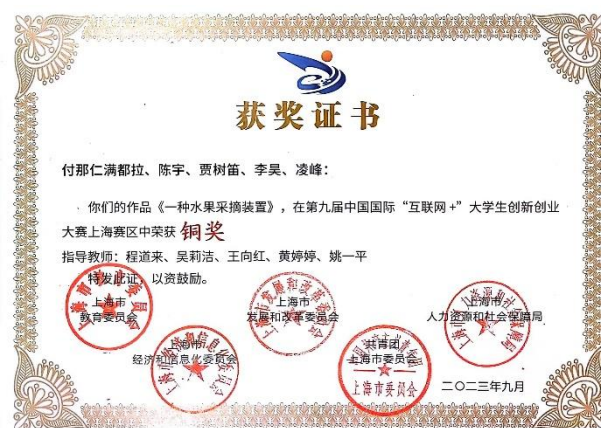 获奖证书
付那仁满都拉、陈宇、贾树笛、李昊、凌峰：
你们的作品《一种水果采摘装置》，在第九届中国国际“互联网+”大学生创新创业
大赛上海赛区中荣获 铜奖
指导教师：程道来、吴莉洁、王向红、黄婷婷、姚一平
特发此证，以资鼓励。
上海市
教育委员会
上海市
发展和改革委员会
上海市
人力资源和社会保障局
上海市
经济和信息化委员会
共青团
上海市委员会
上海市委员会
二〇二三年九月